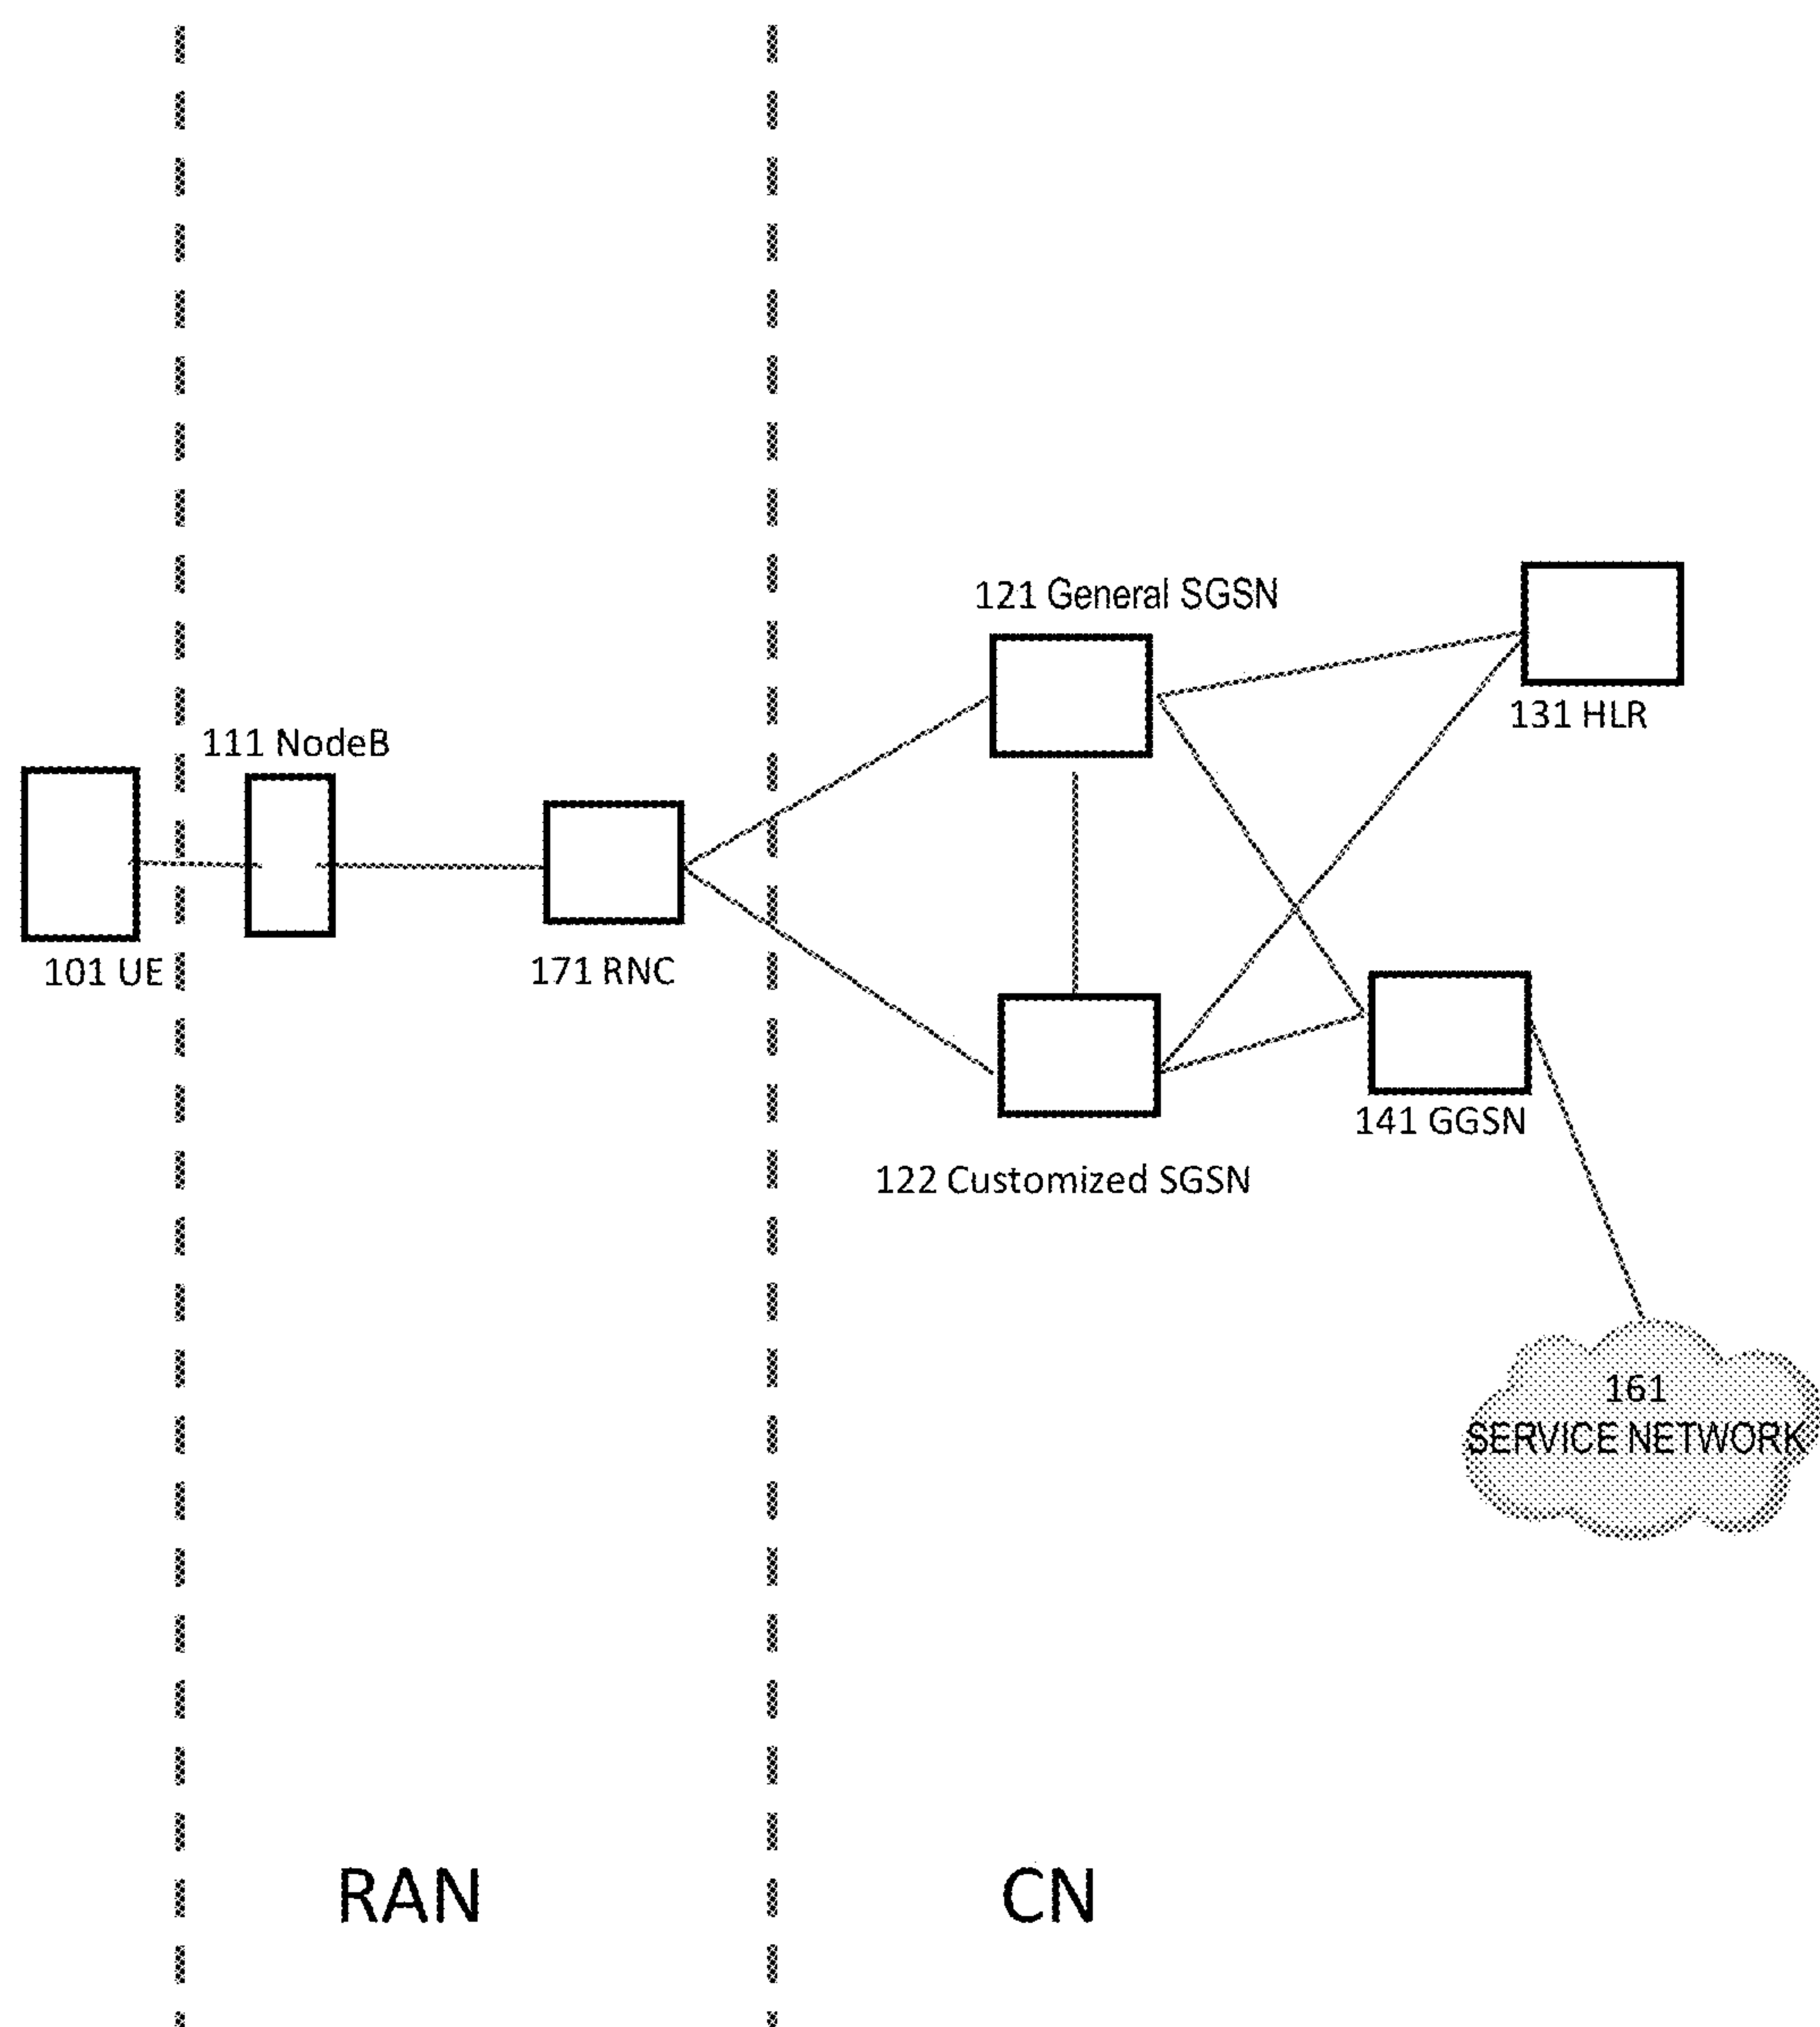 121 General SGSN
131 HLR
111 NodeB
101 UE
171 RNC
141 GGSN
122 Customized SGSN
161
SERVICE NETWORK
RAN
CN